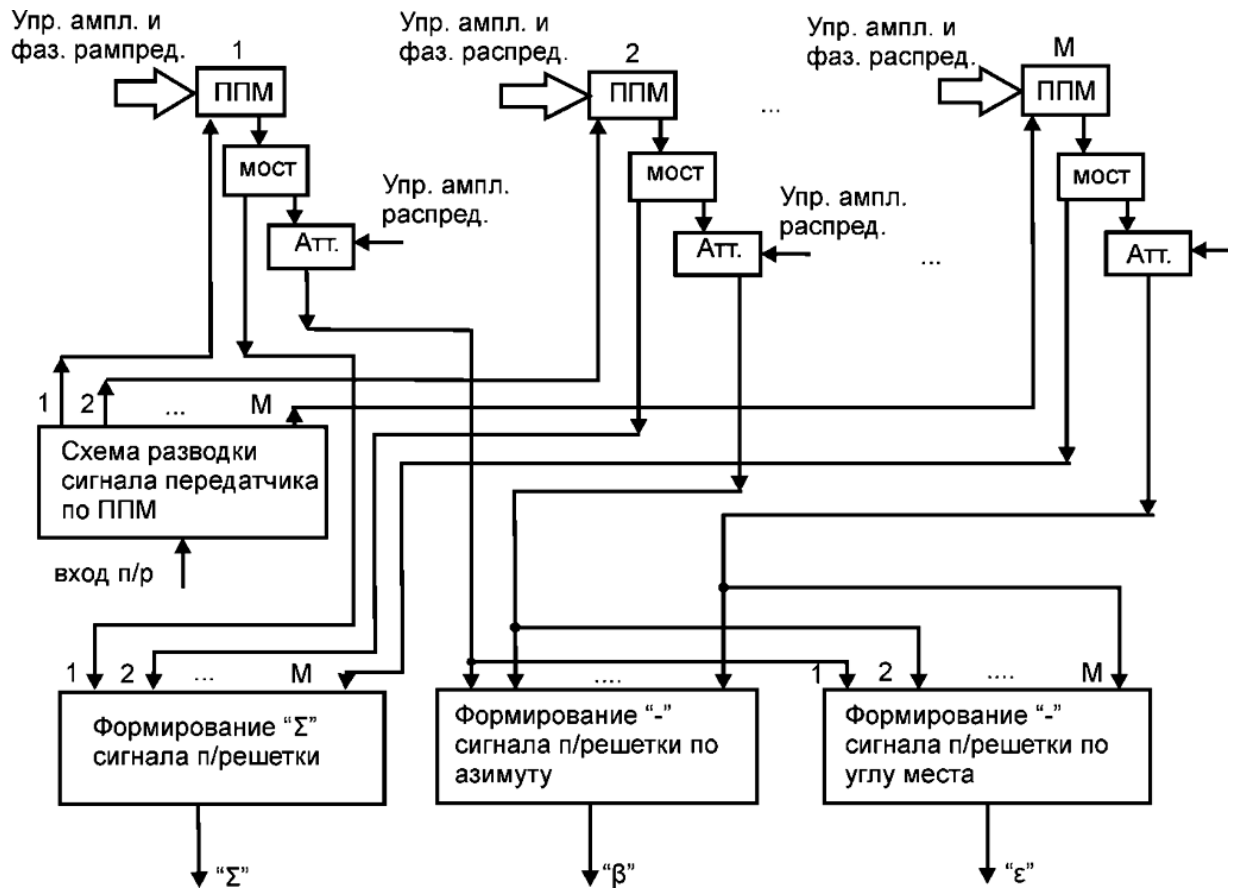 Упр. ампл. и
фаз. рампред.
1
ППМ
мост
Упр. ампл.
распред.
Атт.
Упр. ампл. и
фаз. распред.
2
ППМ
...
мост
Упр. ампл.
распред.
Атт.
...
Упр. ампл. и
фаз. распред.
М
ППМ
мост
Атт.
1 2 ... М
Схема разводки
сигнала передатчика
по ППМ
вход п/р
1 2 ... М
Формирование “Σ”
сигнала п/решетки
“Σ”
....
Формирование “-”
сигнала п/решетки по
азимуту
“β”
1 2 .... М
Формирование “-”
сигнала п/решетки по
углу места
“ε”